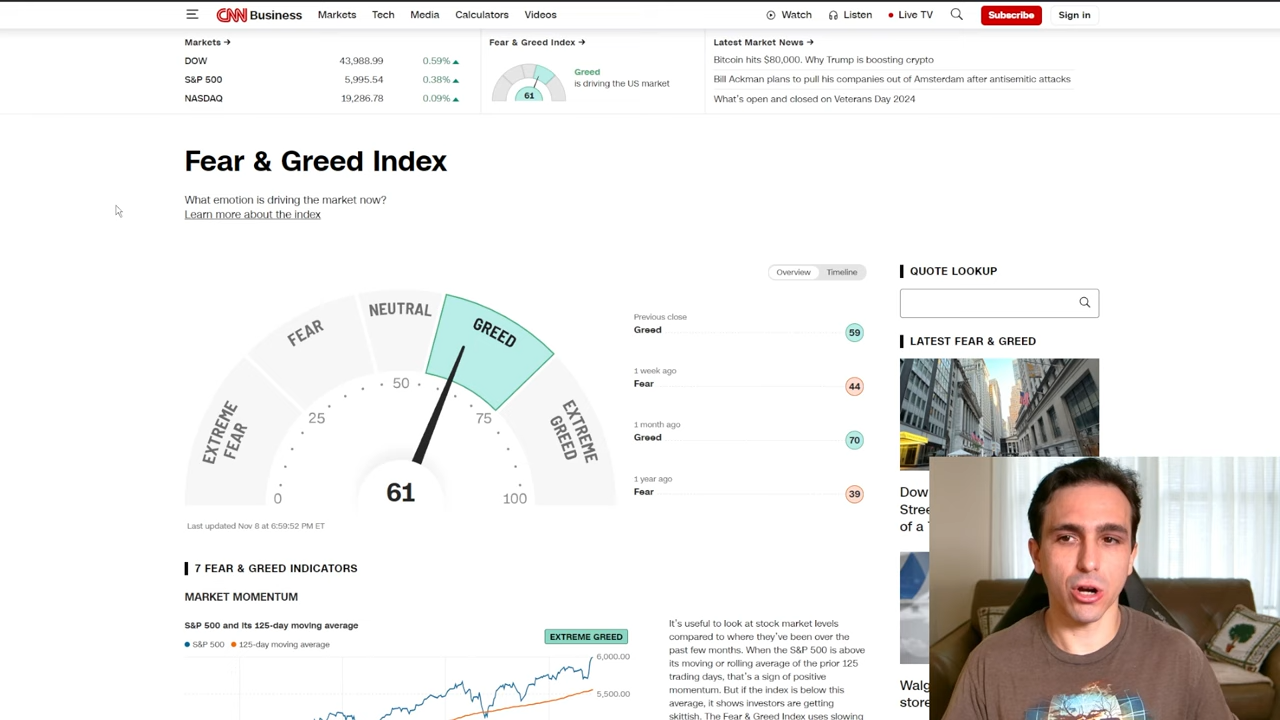 CNN Business Markets Tech Media Calculators Videos Watch Listen Live TV Subscribe Sign in
Markets →
DOW 43,988.99 0.59%
S&P 500 5,995.54 0.38%
NASDAQ 19,286.78 0.09%
Fear & Greed Index →
Greed
is driving the US market
61
Latest Market News →
Bitcoin hits $80,000. Why Trump is boosting crypto
Bill Ackman plans to pull his companies out of Amsterdam after antisemitic attacks
What's open and closed on Veterans Day 2024
Fear & Greed Index
What emotion is driving the market now?
Learn more about the index
Overview Timeline
EXTREME FEAR
FEAR
NEUTRAL
GREED
EXTREME GREED
0
25
50
75
100
61
Last updated Nov 8 at 6:59:52 PM ET
Previous close
Greed 59
1 week ago
Fear 44
1 month ago
Greed 70
1 year ago
Fear 39
QUOTE LOOKUP
LATEST FEAR & GREED
Dow
Stree
of a
Walg
store
7 FEAR & GREED INDICATORS
MARKET MOMENTUM
S&P 500 and its 125-day moving average
S&P 500 125-day moving average
EXTREME GREED
6,000.00
5,500.00
It's useful to look at stock market levels
compared to where they've been over the
past few months. When the S&P 500 is above
its moving or rolling average of the prior 125
trading days, that's a sign of positive
momentum. But if the index is below this
average, it shows investors are getting
skittish. The Fear & Greed Index uses slowing